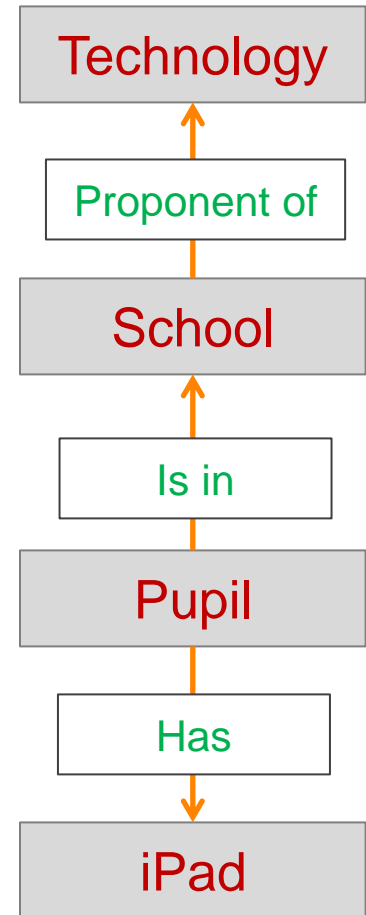 Technology
Proponent of
School
Is in
Pupil
Has
iPad